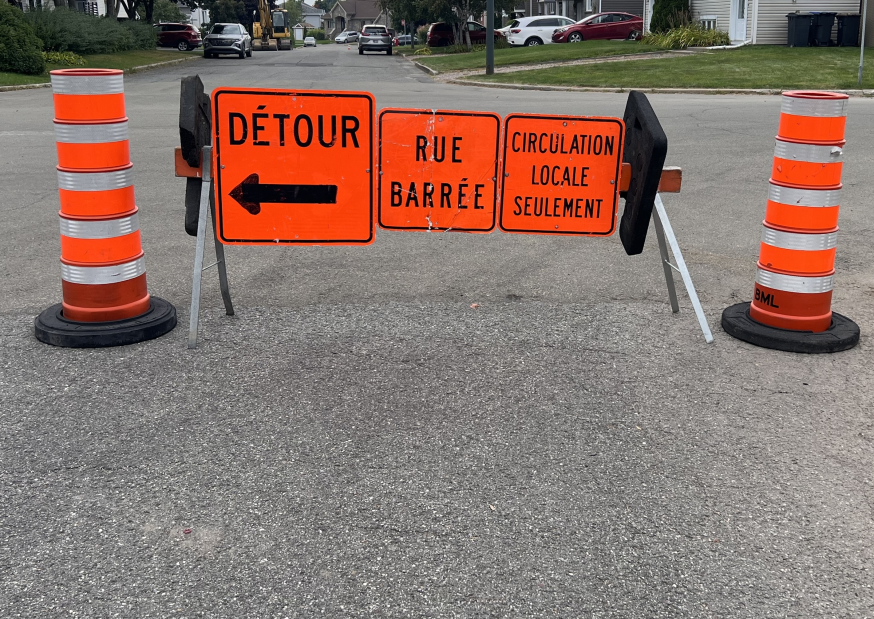 DÉTOUR
RUE
BARRÉE
CIRCULATION
LOCALE
SEULEMENT
BML